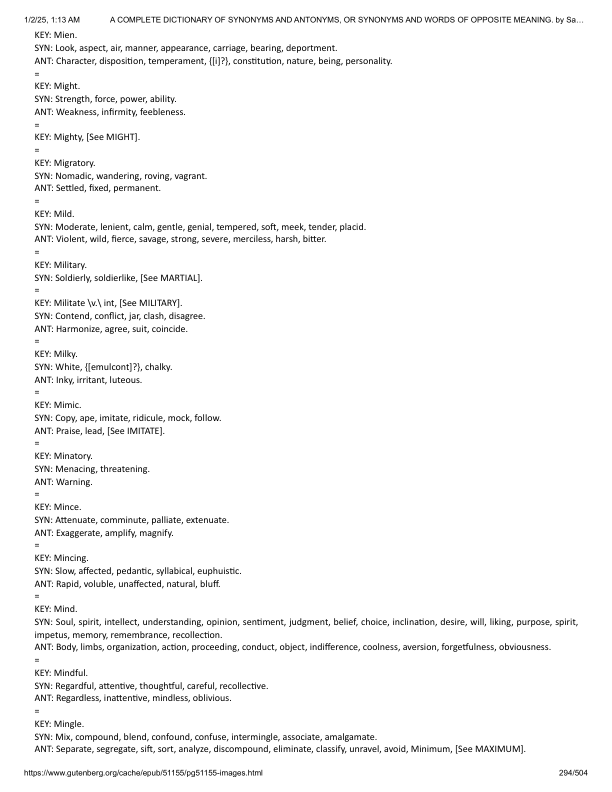 1/2/25, 1:13 AM A COMPLETE DICTIONARY OF SYNONYMS AND ANTONYMS, OR SYNONYMS AND WORDS OF OPPOSITE MEANING. by Sa…
KEY: Mien.
SYN: Look, aspect, air, manner, appearance, carriage, bearing, deportment.
ANT: Character, disposition, temperament, {[i]?}, constitution, nature, being, personality.
=
KEY: Might.
SYN: Strength, force, power, ability.
ANT: Weakness, infirmity, feebleness.
=
KEY: Mighty, [See MIGHT].
=
KEY: Migratory.
SYN: Nomadic, wandering, roving, vagrant.
ANT: Settled, fixed, permanent.
=
KEY: Mild.
SYN: Moderate, lenient, calm, gentle, genial, tempered, soft, meek, tender, placid.
ANT: Violent, wild, fierce, savage, strong, severe, merciless, harsh, bitter.
=
KEY: Military.
SYN: Soldierly, soldierlike, [See MARTIAL].
=
KEY: Militate \v.\ int, [See MILITARY].
SYN: Contend, conflict, jar, clash, disagree.
ANT: Harmonize, agree, suit, coincide.
=
KEY: Milky.
SYN: White, {[emulcont]?}, chalky.
ANT: Inky, irritant, luteous.
=
KEY: Mimic.
SYN: Copy, ape, imitate, ridicule, mock, follow.
ANT: Praise, lead, [See IMITATE].
=
KEY: Minatory.
SYN: Menacing, threatening.
ANT: Warning.
=
KEY: Mince.
SYN: Attenuate, comminute, palliate, extenuate.
ANT: Exaggerate, amplify, magnify.
=
KEY: Mincing.
SYN: Slow, affected, pedantic, syllabical, euphuistic.
ANT: Rapid, voluble, unaffected, natural, bluff.
=
KEY: Mind.
SYN: Soul, spirit, intellect, understanding, opinion, sentiment, judgment, belief, choice, inclination, desire, will, liking, purpose, spirit,
impetus, memory, remembrance, recollection.
ANT: Body, limbs, organization, action, proceeding, conduct, object, indifference, coolness, aversion, forgetfulness, obviousness.
=
KEY: Mindful.
SYN: Regardful, attentive, thoughtful, careful, recollective.
ANT: Regardless, inattentive, mindless, oblivious.
=
KEY: Mingle.
SYN: Mix, compound, blend, confound, confuse, intermingle, associate, amalgamate.
ANT: Separate, segregate, sift, sort, analyze, discompound, eliminate, classify, unravel, avoid, Minimum, [See MAXIMUM].
https://www.gutenberg.org/cache/epub/51155/pg51155-images.html 294/504